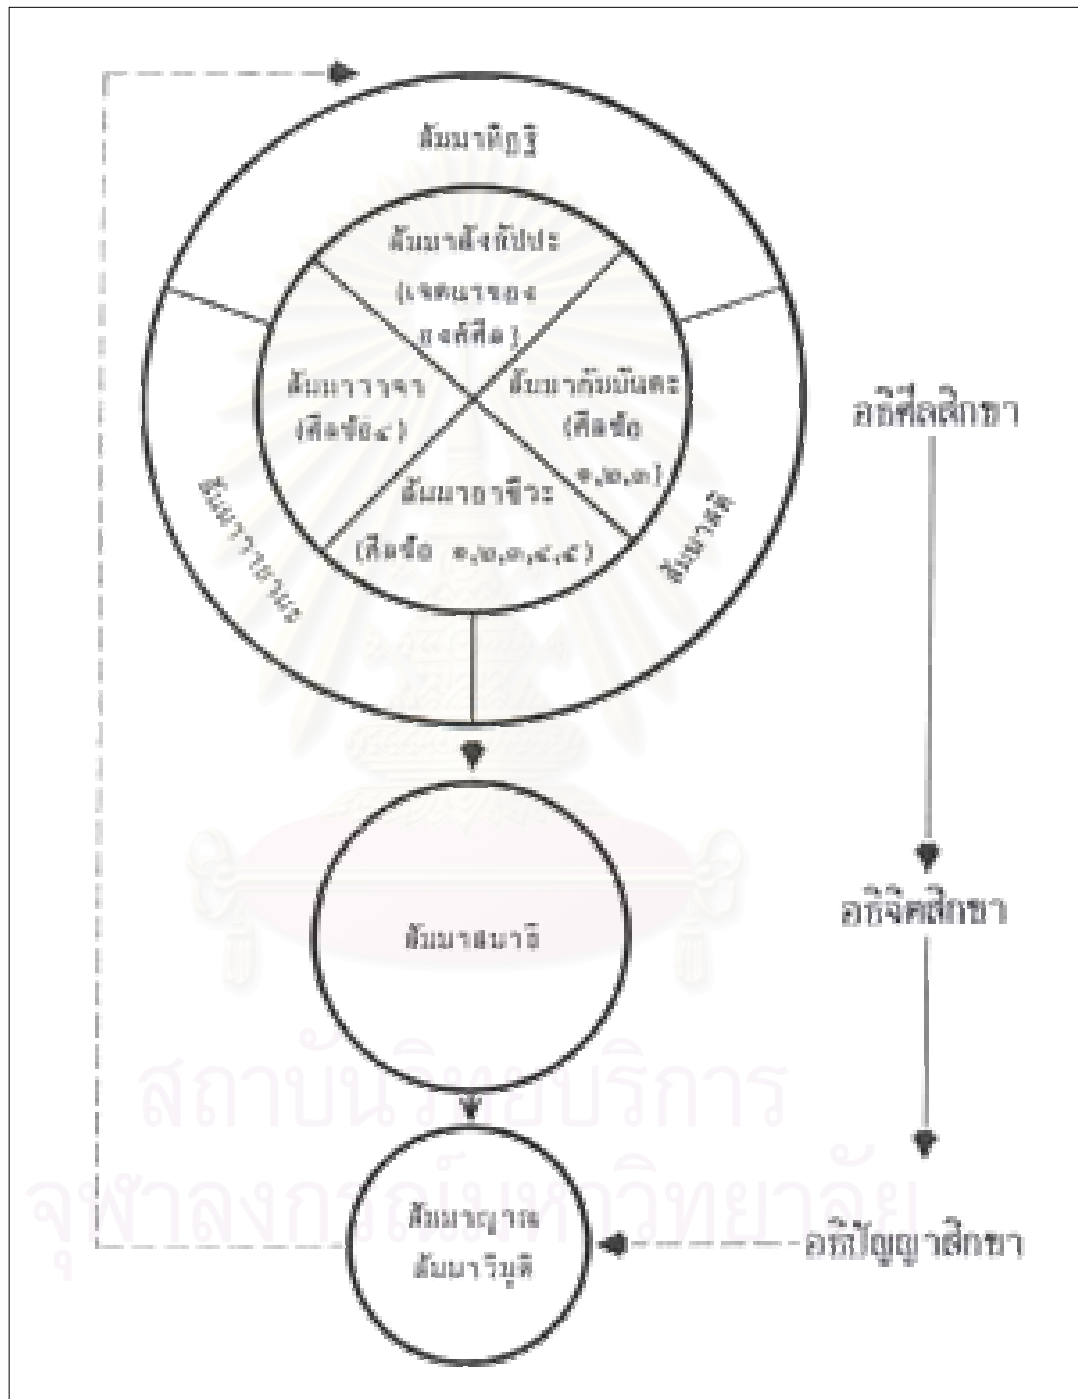 สัมมาทิฏฐิ
สัมมาสังกัปปะ
(เจตนาของ
องค์ศีล)
สัมมาวาจา
(ศีลข้อ๔)
สัมมากัมมันตะ
(ศีลข้อ
๑,๒,๓)
สัมมาอาชีวะ
(ศีลข้อ ๑,๒,๓,๔,๕)
สัมมาวายามะ
สัมมาสติ
อธิศีลสิกขา
อธิจิตสิกขา
สัมมาสมาธิ
สถาบันวิทยบริการ
จุฬาลงกรณ์มหาวิทยาลัย
สัมมาญาณ
สัมมาวิมุติ
อธิปัญญาสิกขา